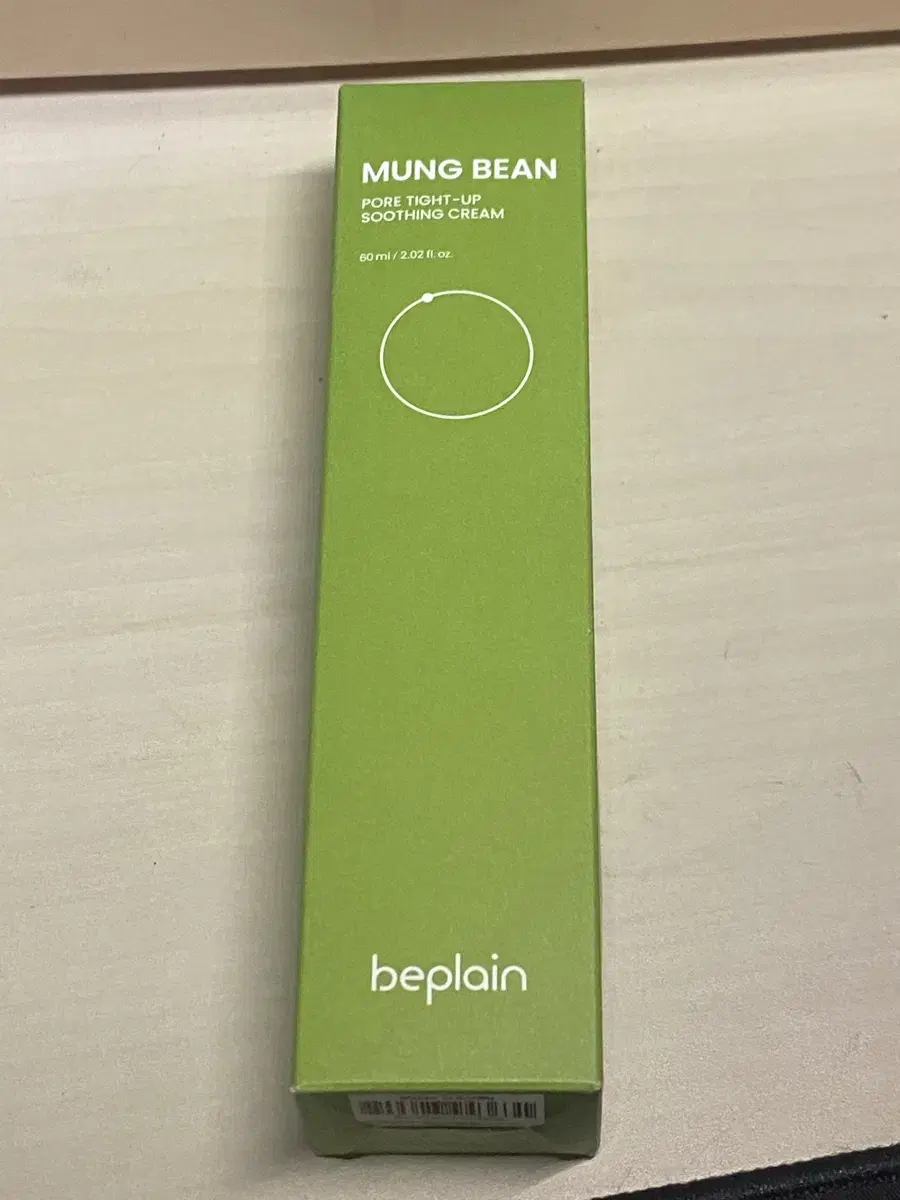 MUNG BEAN
PORE TIGHT-UP
SOOTHING CREAM
60 ml / 2.02 fl. oz.
beplain